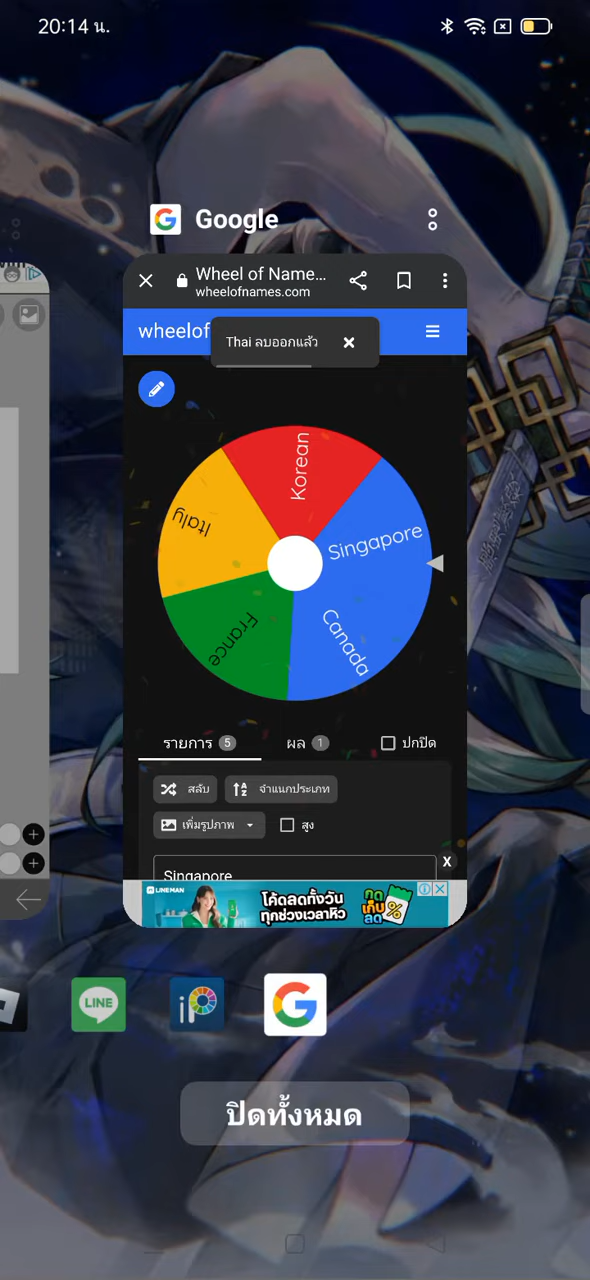 20:14 น.
Google
Wheel of Name...
wheelofnames.com
wheelof
Thai ลบออกแล้ว
Korean
Singapore
Italy
France
Canada
รายการ 5
ผล 1
ปกปิด
สลับ
จำแนกประเภท
เพิ่มรูปภาพ
สูง
Singapore
X
LINEMAN
โค้ดลดทั้งวัน
ทุกช่วงเวลาหิว
กด
เก็บ
ลด
%
LINE
iP
ปิดทั้งหมด